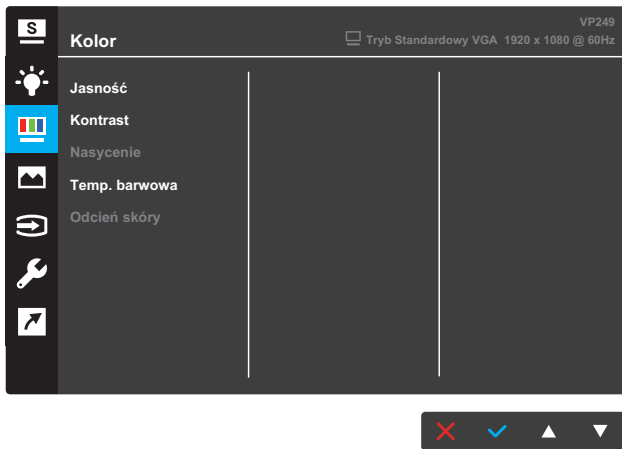 S
VP249
Kolor
Tryb Standardowy VGA 1920 x 1080 @ 60Hz
Jasność
Kontrast
Nasycenie
Temp. barwowa
Odcień skóry